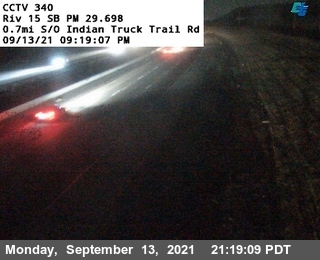 CCTV 340
Riv 15 SB PM 29.698
0.7mi S/O Indian Truck Trail Rd
09/13/21 09:19:07 PM
Monday, September 13, 2021 21:19:09 PDT